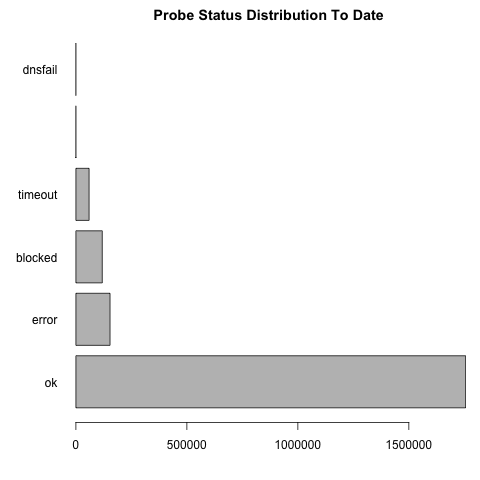 Probe Status Distribution To Date
dnsfail
timeout
blocked
error
ok
0 500000 1000000 1500000